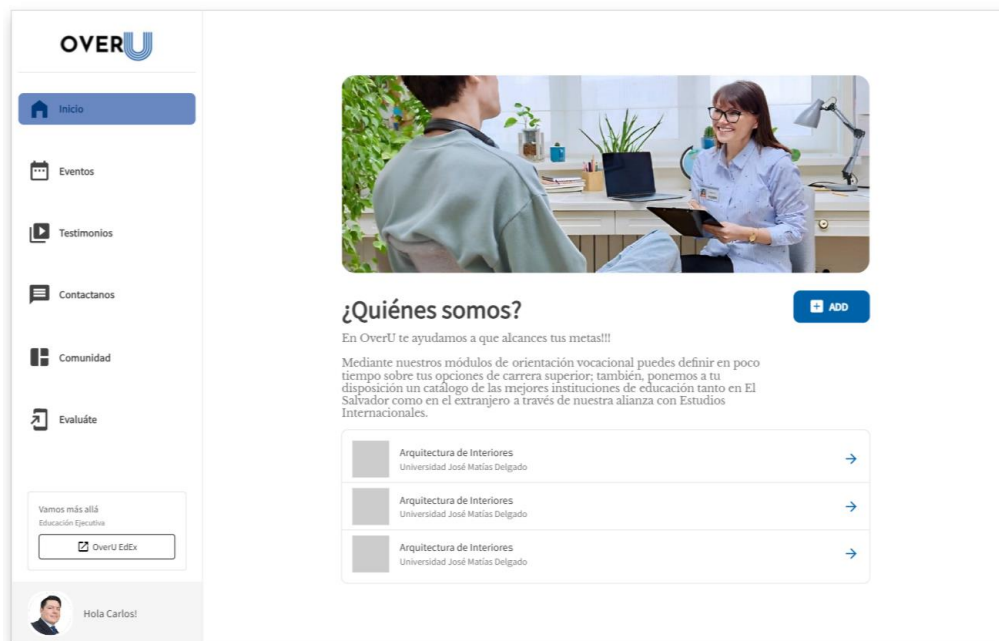 OVERU
Inicio
Eventos
Testimonios
Contactanos
Comunidad
Evaluáte
Vamos más allá
Educación Ejecutiva
OverU EdEx
Hola Carlos!
¿Quiénes somos?
ADD
En OverU te ayudamos a que alcances tus metas!!!
Mediante nuestros módulos de orientación vocacional puedes definir en poco
tiempo sobre tus opciones de carrera superior; también, ponemos a tu
disposición un catálogo de las mejores instituciones de educación tanto en El
Salvador como en el extranjero a través de nuestra alianza con Estudios
Internacionales.
Arquitectura de Interiores
Universidad José Matías Delgado
Arquitectura de Interiores
Universidad José Matías Delgado
Arquitectura de Interiores
Universidad José Matías Delgado